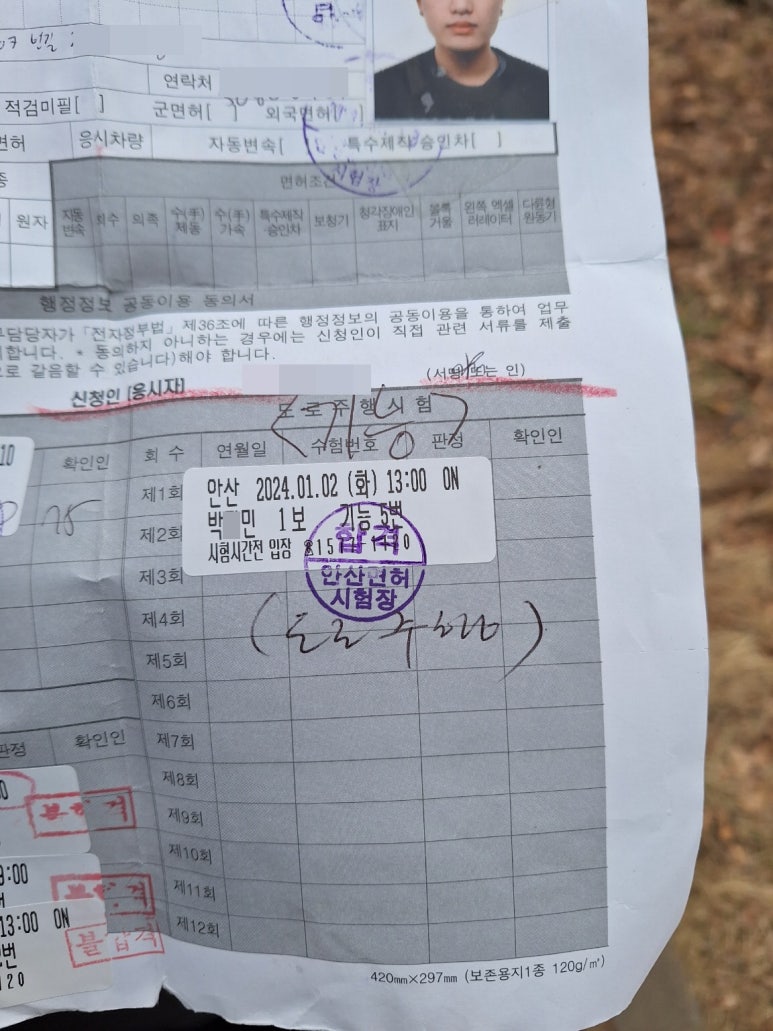 번길 :
연락처
적검미필[ ] 군면허[ ] 외국면허[ ]
면허 응시차량 자동변속[ 특수제작 승인차[ ]
종 면허조건
원자 자동변속 회수 의족 수(手)제동 수(手)가속 특수제작승인차 보청기 청각장애인표지 볼록거울 왼쪽 엑셀러레이터 다륜형원동기
행정정보 공동이용 동의서
담당자가 「전자정부법」 제36조에 따른 행정정보의 공동이용을 통하여 업무
합니다. * 동의하지 아니하는 경우에는 신청인이 직접 관련 서류를 제출
로 갈음할 수 있습니다)해야 합니다.
(서명 또는 인)
신청인 [응시자]
도로주행시험
<기능>
확인인 회 수 연월일 수험번호 판정 확인인
10
제1회 안산 2024.01.02 (화) 13:00 ON
제2회 박 민 1보 기능 5번
시험시간전 입장
합격
안산면허
시험장
제3회
제4회
(도로주행)
제5회
제6회
판정 확인인 제7회
제8회
불합격 제9회
제10회
9:00 불합격 제11회
13:00 ON
번 불합격 제12회
120
420㎜×297㎜ (보존용지1종 120g/㎡)